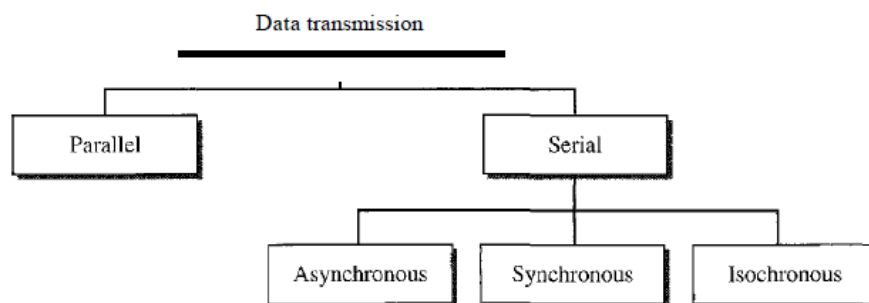 Data transmission
Parallel
Serial
Asynchronous
Synchronous
Isochronous